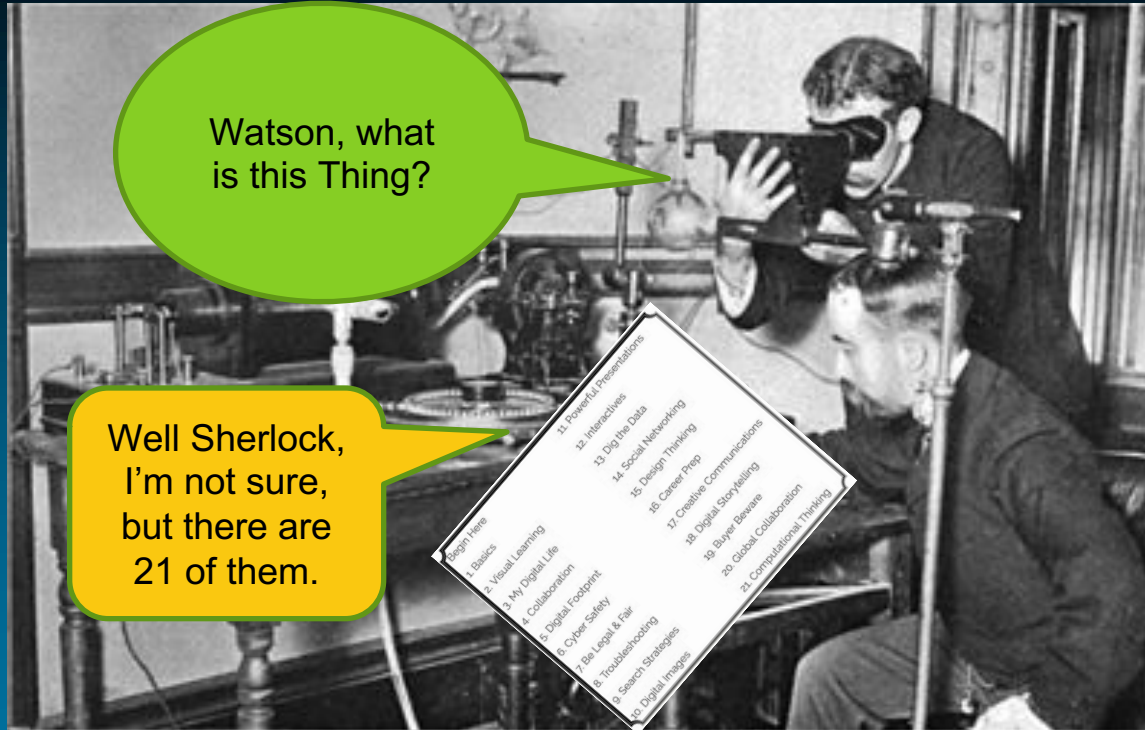 Watson, what
is this Thing?
Well Sherlock,
I'm not sure,
but there are
21 of them.
Begin Here
1. Basics
2. Visual Learning
3. My Digital Life
4. Collaboration
5. Digital Footprint
6. Cyber Safety
7. Be Legal & Fair
8. Troubleshooting
9. Search Strategies
10. Digital Images
11. Powerful Presentations
12. Interactives
13. Dig the Data
14. Social Networking
15. Design Thinking
16. Career Prep
17. Creative Communications
18. Digital Storytelling
19. Buyer Beware
20. Global Collaboration
21. Computational Thinking